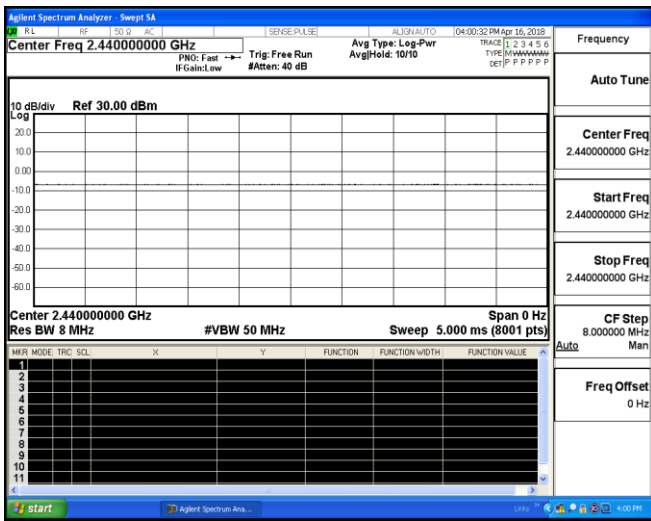 Agilent Spectrum Analyzer - Swept SA
RL RF 50 Ω AC SENSE:PULSE ALIGN AUTO 04:00:32 PM Apr 16, 2018
Center Freq 2.440000000 GHz
PNO: Fast
IFGain:Low
Trig: Free Run
#Atten: 40 dB
Avg Type: Log-Pwr
Avg|Hold: 10/10
TRACE 1 2 3 4 5 6
TYPE M WWWWW
DET P P P P P P
10 dB/div Ref 30.00 dBm
Log
20.0
10.0
0.00
-10.0
-20.0
-30.0
-40.0
-50.0
-60.0
Center 2.440000000 GHz Span 0 Hz
Res BW 8 MHz #VBW 50 MHz Sweep 5.000 ms (8001 pts)
MKR MODE TRC SCL X Y FUNCTION FUNCTION WIDTH FUNCTION VALUE
1
2
3
4
5
6
7
8
9
10
11
Frequency
Auto Tune
Center Freq
2.440000000 GHz
Start Freq
2.440000000 GHz
Stop Freq
2.440000000 GHz
CF Step
8.000000 MHz
Auto Man
Freq Offset
0 Hz
start Agilent Spectrum Ana... Links » 4:00 PM